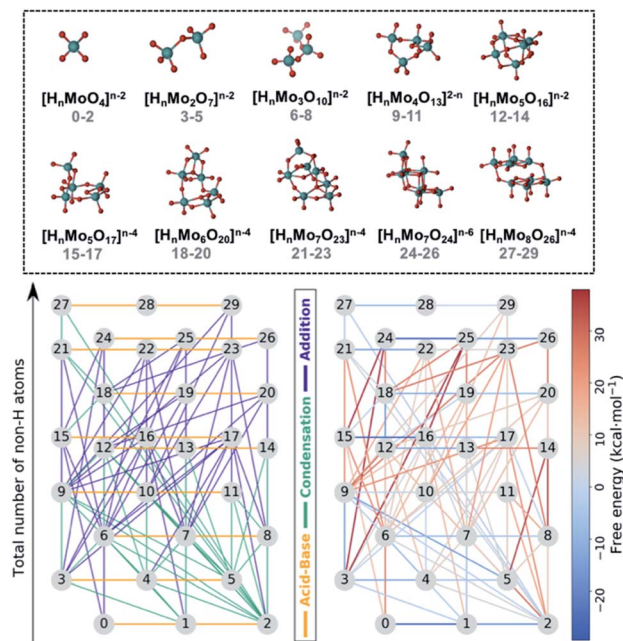 [HnMoO4]n-2 [HnMo2O7]n-2 [HnMo3O10]n-2 [HnMo4O13]2-n [HnMo5O16]n-2
0-2 3-5 6-8 9-11 12-14
[HnMo5O17]n-4 [HnMo6O20]n-4 [HnMo7O23]n-4 [HnMo7O24]n-6 [HnMo8O26]n-4
15-17 18-20 21-23 24-26 27-29
Total number of non-H atoms
27 28 29
24 25 26
21 22 23
18 19 20
15 16 17
12 13 14
9 10 11
6 7 8
3 4 5
0 1 2
Acid-Base Condensation Addition
27 28 29
24 25 26
21 22 23
18 19 20
15 16 17
12 13 14
9 10 11
6 7 8
3 4 5
0 1 2
30
20
10
0
−10
−20
Free energy (kcal·mol−1)